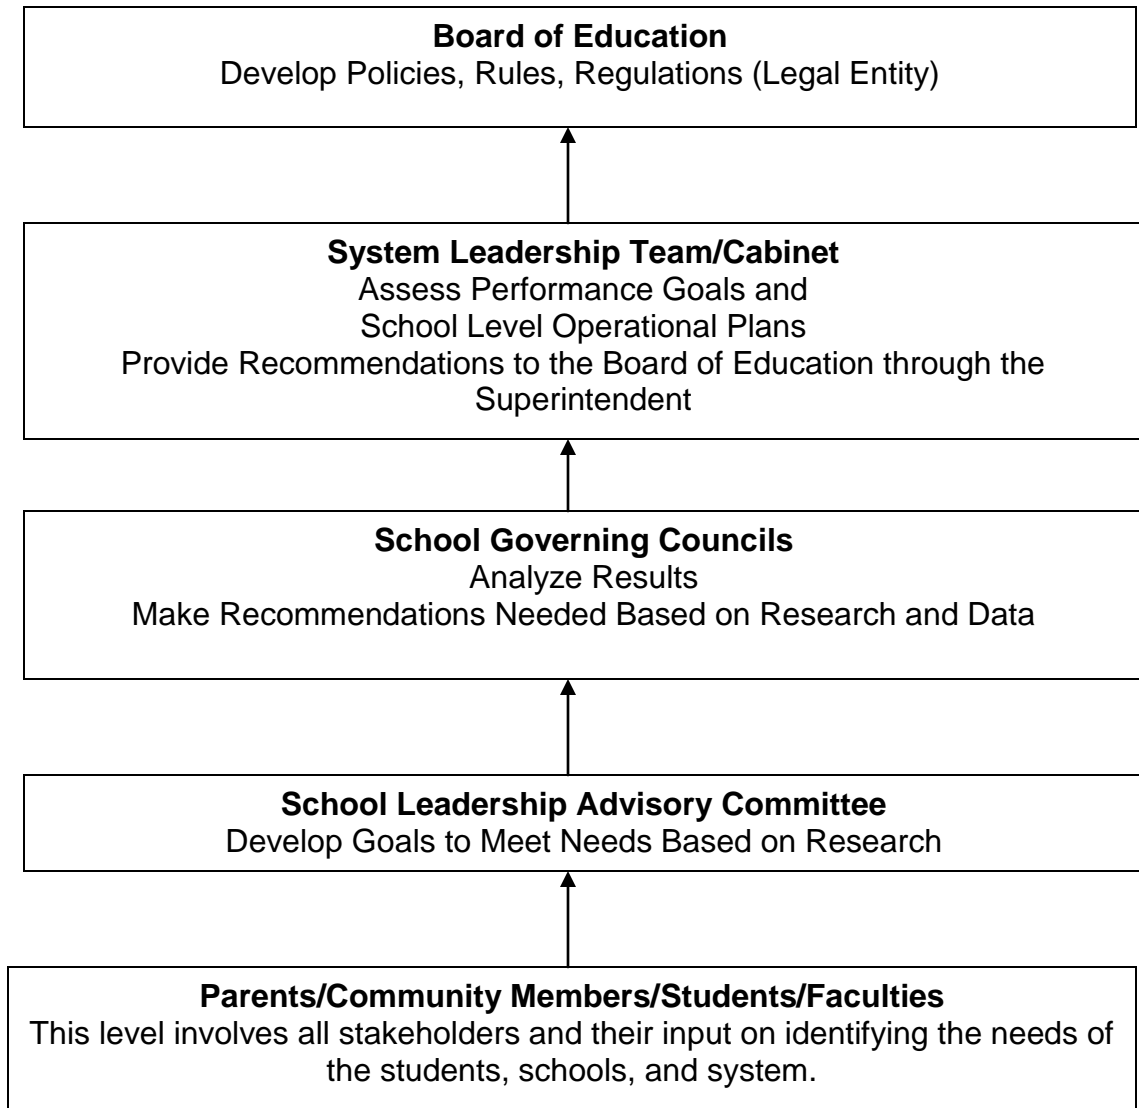 Board of Education
Develop Policies, Rules, Regulations (Legal Entity)
System Leadership Team/Cabinet
Assess Performance Goals and
School Level Operational Plans
Provide Recommendations to the Board of Education through the
Superintendent
School Governing Councils
Analyze Results
Make Recommendations Needed Based on Research and Data
School Leadership Advisory Committee
Develop Goals to Meet Needs Based on Research
Parents/Community Members/Students/Faculties
This level involves all stakeholders and their input on identifying the needs of
the students, schools, and system.